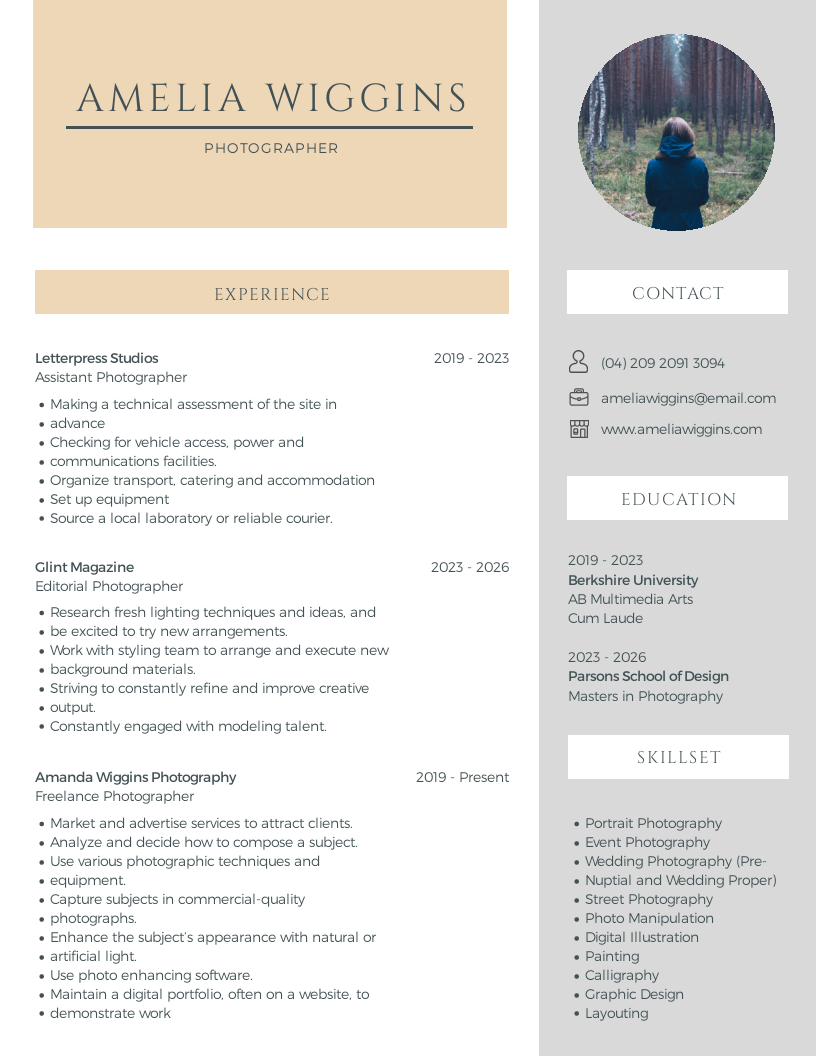 AMELIA WIGGINS
PHOTOGRAPHER
EXPERIENCE
Letterpress Studios 2019 - 2023
Assistant Photographer
• Making a technical assessment of the site in
• advance
• Checking for vehicle access, power and
• communications facilities.
• Organize transport, catering and accommodation
• Set up equipment
• Source a local laboratory or reliable courier.
Glint Magazine 2023 - 2026
Editorial Photographer
• Research fresh lighting techniques and ideas, and
• be excited to try new arrangements.
• Work with styling team to arrange and execute new
• background materials.
• Striving to constantly refine and improve creative
• output.
• Constantly engaged with modeling talent.
Amanda Wiggins Photography 2019 - Present
Freelance Photographer
• Market and advertise services to attract clients.
• Analyze and decide how to compose a subject.
• Use various photographic techniques and
• equipment.
• Capture subjects in commercial-quality
• photographs.
• Enhance the subject's appearance with natural or
• artificial light.
• Use photo enhancing software.
• Maintain a digital portfolio, often on a website, to
• demonstrate work
CONTACT
(04) 209 2091 3094
ameliawiggins@email.com
www.ameliawiggins.com
EDUCATION
2019 - 2023
Berkshire University
AB Multimedia Arts
Cum Laude
2023 - 2026
Parsons School of Design
Masters in Photography
SKILLSET
• Portrait Photography
• Event Photography
• Wedding Photography (Pre-
• Nuptial and Wedding Proper)
• Street Photography
• Photo Manipulation
• Digital Illustration
• Painting
• Calligraphy
• Graphic Design
• Layouting